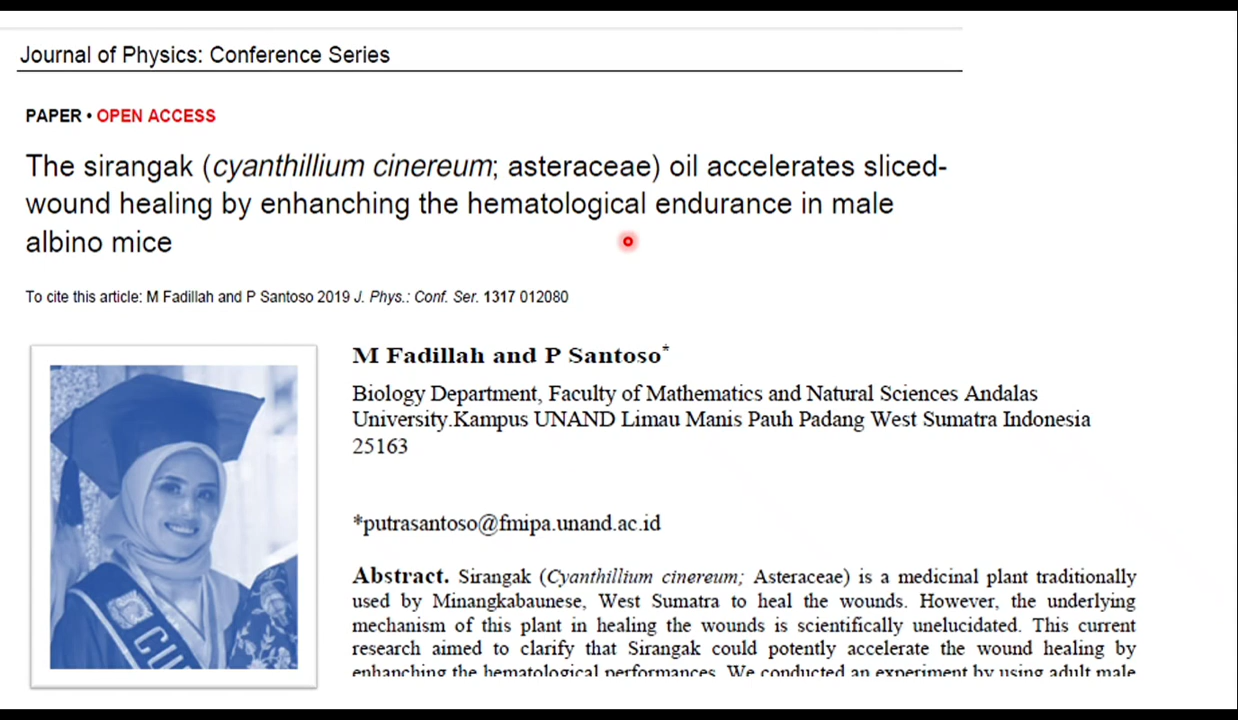 Journal of Physics: Conference Series
PAPER • OPEN ACCESS
The sirangak (cyanthillium cinereum; asteraceae) oil accelerates sliced-
wound healing by enhanching the hematological endurance in male
albino mice
To cite this article: M Fadillah and P Santoso 2019 J. Phys.: Conf. Ser. 1317 012080
M Fadillah and P Santoso*
Biology Department, Faculty of Mathematics and Natural Sciences Andalas
University.Kampus UNAND Limau Manis Pauh Padang West Sumatra Indonesia
25163
*putrasantoso@fmipa.unand.ac.id
Abstract. Sirangak (Cyanthillium cinereum; Asteraceae) is a medicinal plant traditionally
used by Minangkabaunese, West Sumatra to heal the wounds. However, the underlying
mechanism of this plant in healing the wounds is scientifically unelucidated. This current
research aimed to clarify that Sirangak could potently accelerate the wound healing by
enhanching the hematological performances. We conducted an experiment by using adult male